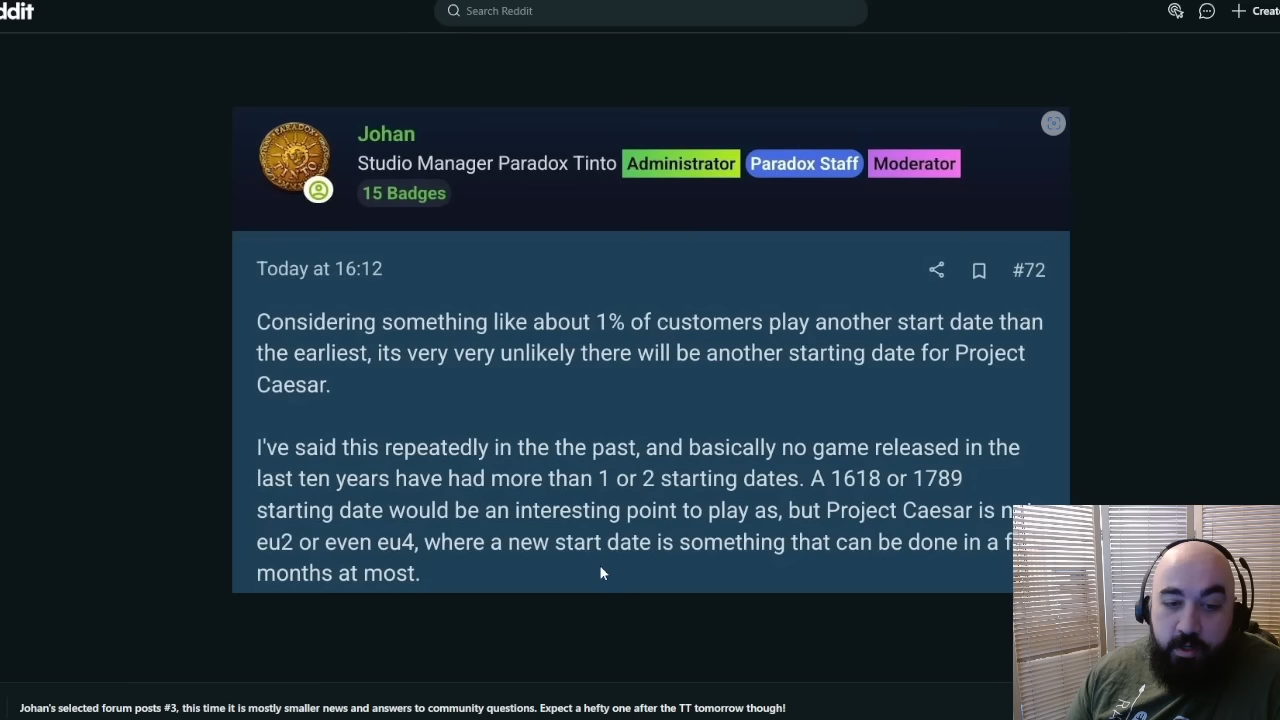 ddit
Search Reddit
Create
Johan
Studio Manager Paradox Tinto Administrator Paradox Staff Moderator
15 Badges
Today at 16:12
#72
Considering something like about 1% of customers play another start date than
the earliest, its very very unlikely there will be another starting date for Project
Caesar.
I've said this repeatedly in the the past, and basically no game released in the
last ten years have had more than 1 or 2 starting dates. A 1618 or 1789
starting date would be an interesting point to play as, but Project Caesar is
eu2 or even eu4, where a new start date is something that can be done in a
months at most.
Johan's selected forum posts #3, this time it is mostly smaller news and answers to community questions. Expect a hefty one after the TT tomorrow though!